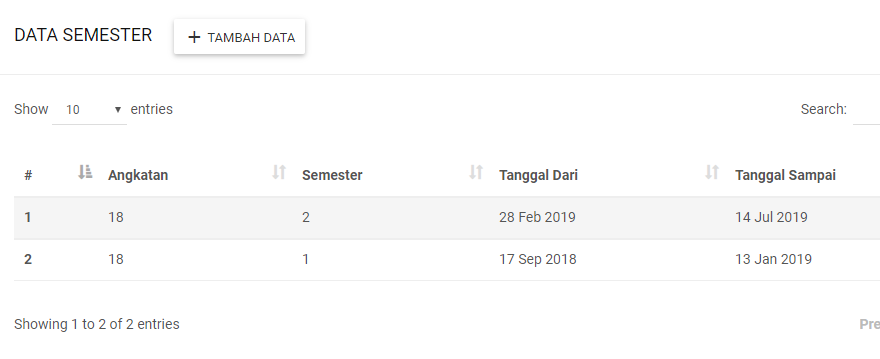 DATA SEMESTER + TAMBAH DATA
Show 10 entries Search:
# Angkatan Semester Tanggal Dari Tanggal Sampai
1 18 2 28 Feb 2019 14 Jul 2019
2 18 1 17 Sep 2018 13 Jan 2019
Showing 1 to 2 of 2 entries Pre